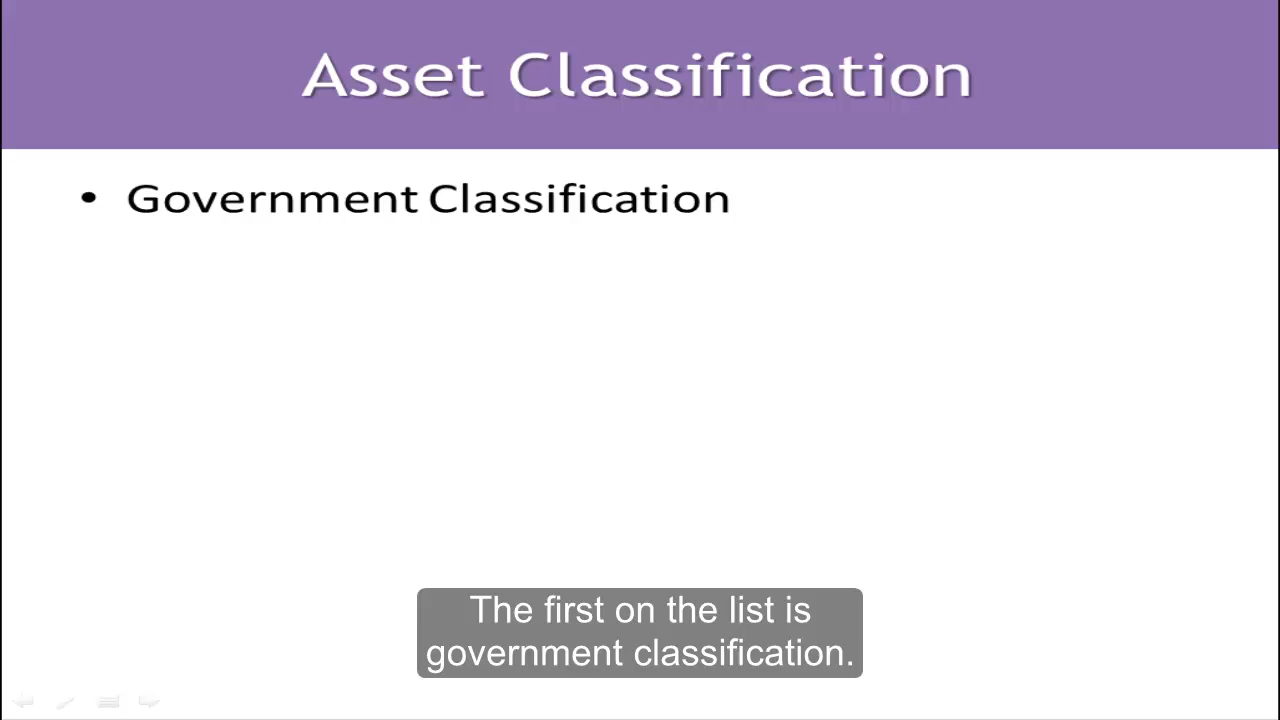 Asset Classification
• Government Classification
The first on the list is
government classification.